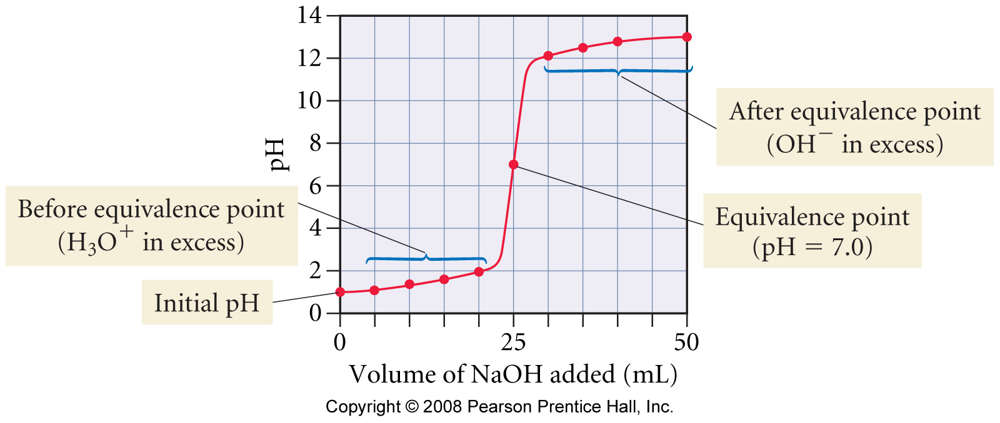 14
12
10
8
6
4
2
0
pH
0
25
50
Volume of NaOH added (mL)
After equivalence point
(OH⁻ in excess)
Equivalence point
(pH = 7.0)
Before equivalence point
(H₃O⁺ in excess)
Initial pH
Copyright © 2008 Pearson Prentice Hall, Inc.